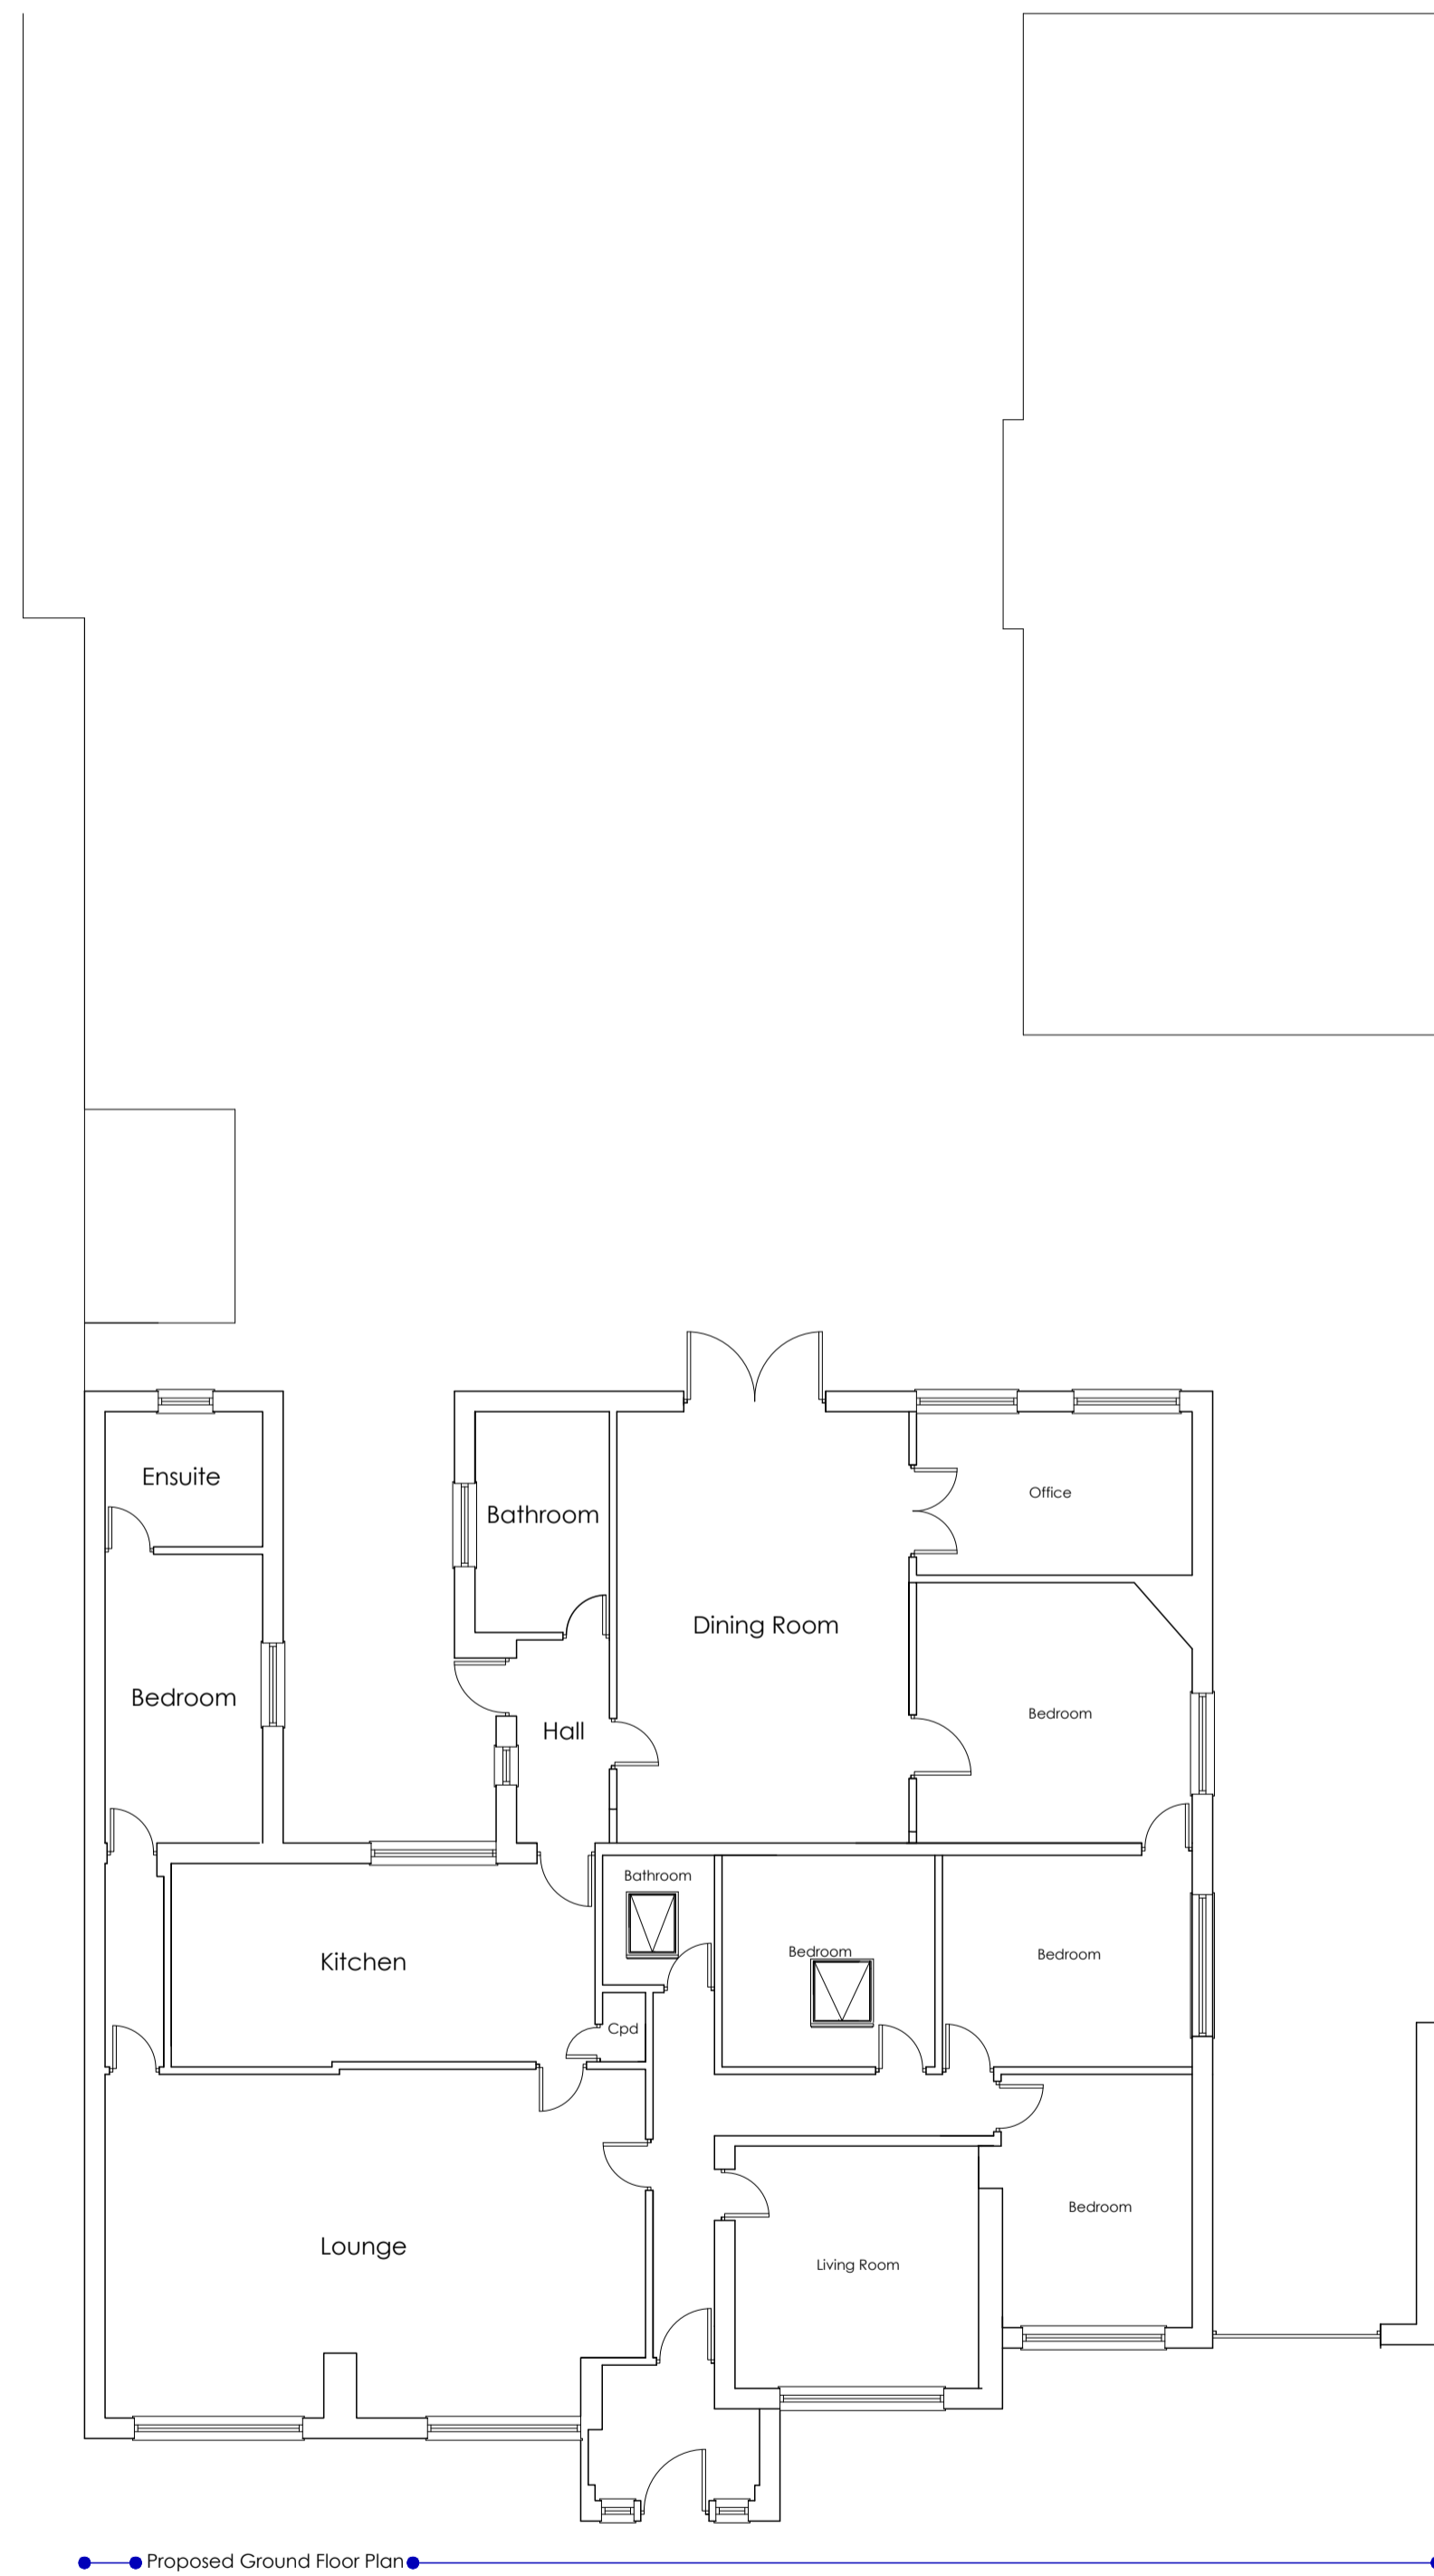 Ensuite
Office
Bathroom
Dining Room
Bedroom
Bedroom
Hall
Bathroom
Bedroom
Bedroom
Kitchen
Cpd
Bedroom
Lounge
Living Room
Proposed Ground Floor Plan